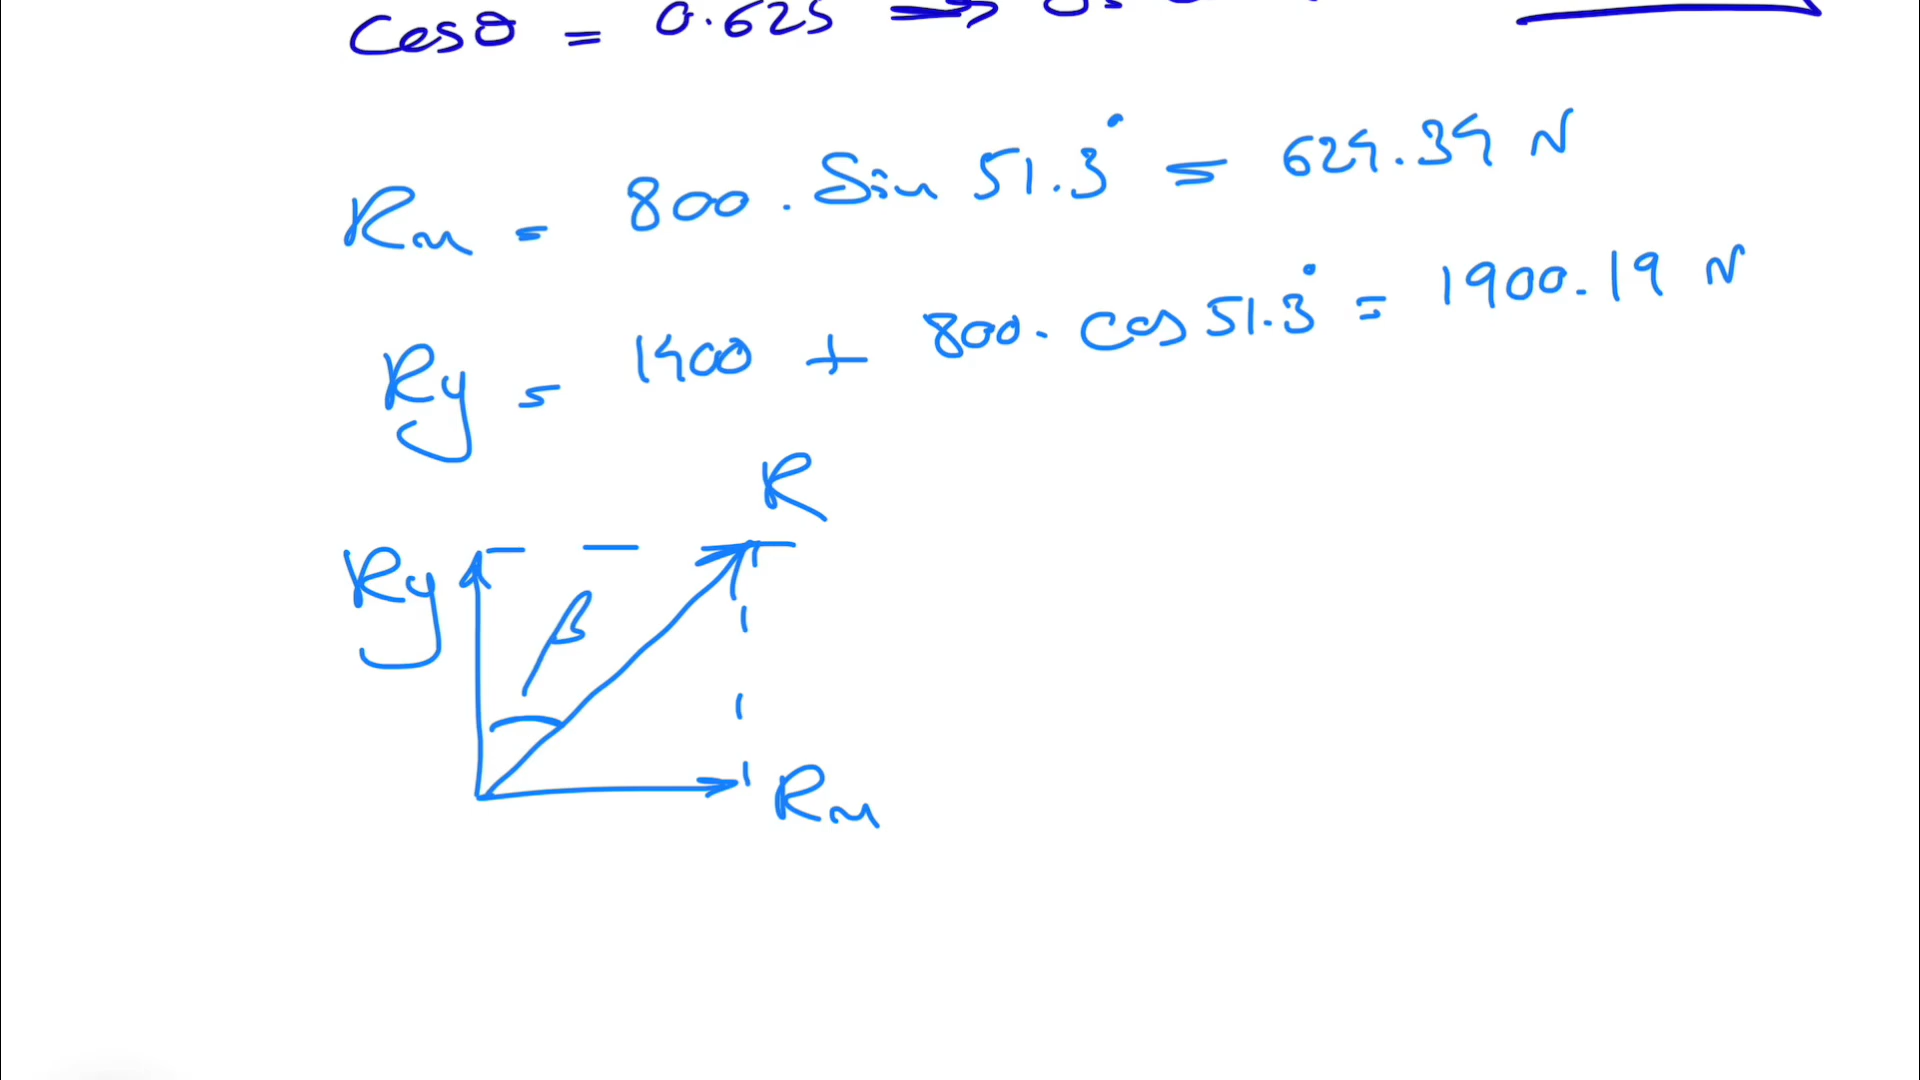 cosθ = 0.625 ⟹
Rx = 800 . Sin 51.3° = 624.34 N
Ry = 1400 + 800 . cos 51.3° = 1900.19 N
R
Ry
β
Rx